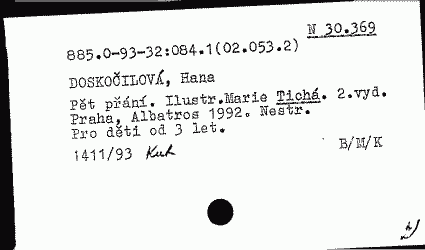 N 30.369
885.0-93-32:084.1(02.053.2)
DOSKOČILOVÁ, Hana
Pět přání. Ilustr.Marie Tichá. 2.vyd.
Praha, Albatros 1992. Nestr.
Pro děti od 3 let.
1411/93 Kuh
B/M/K